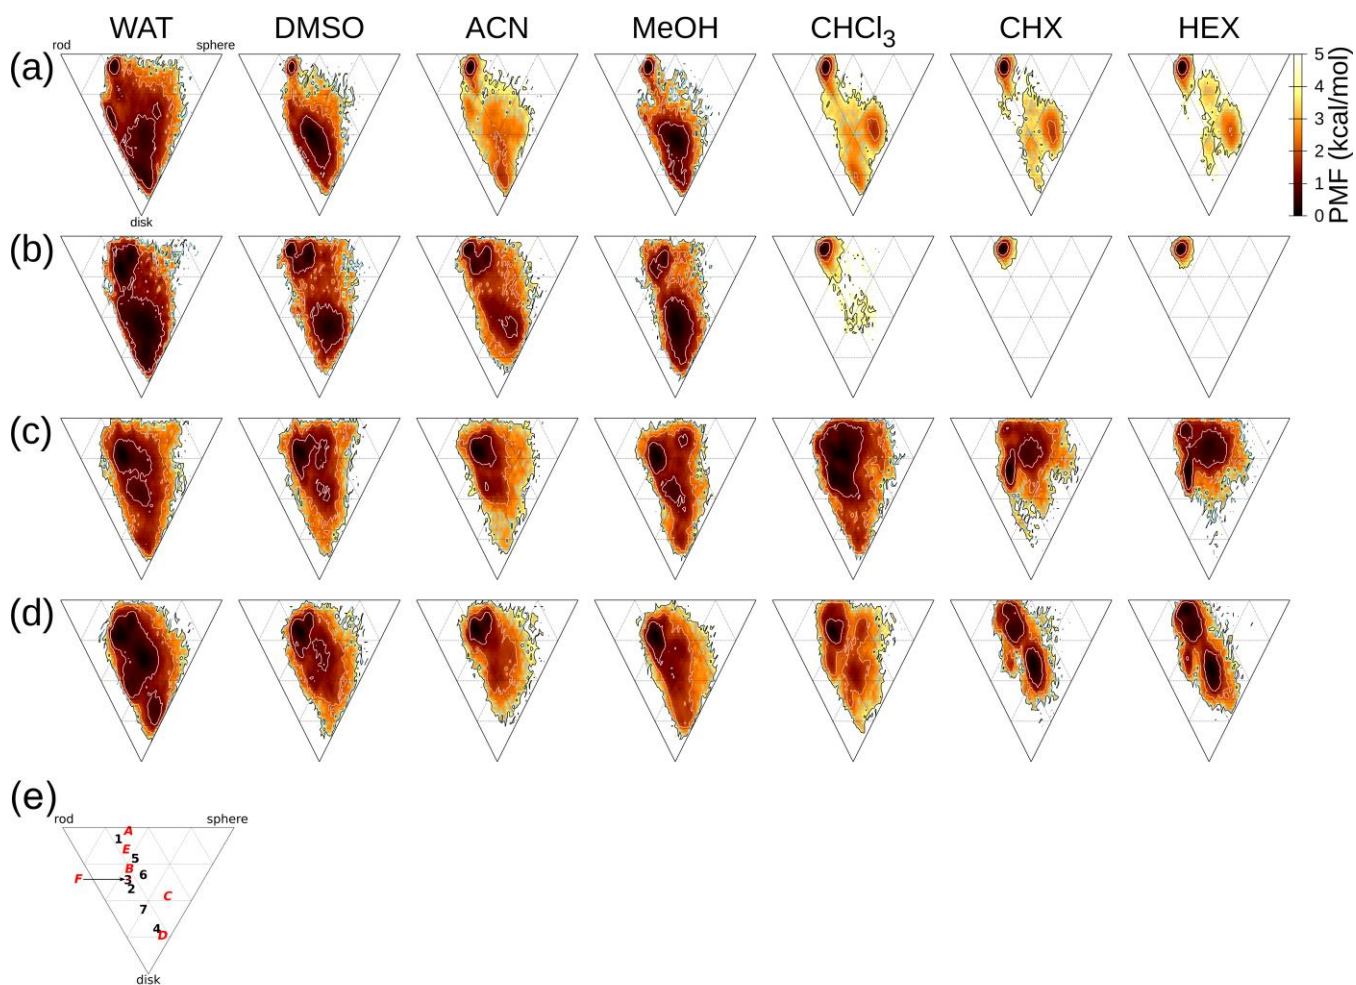 WAT DMSO ACN MeOH CHCl3 CHX HEX
(a)
rod sphere
disk
5
4
3
2
1
0
PMF (kcal/mol)
(b)
(c)
(d)
(e)
rod sphere
A
1
E
5
B
6
F 3
2
C
7
4
D
disk